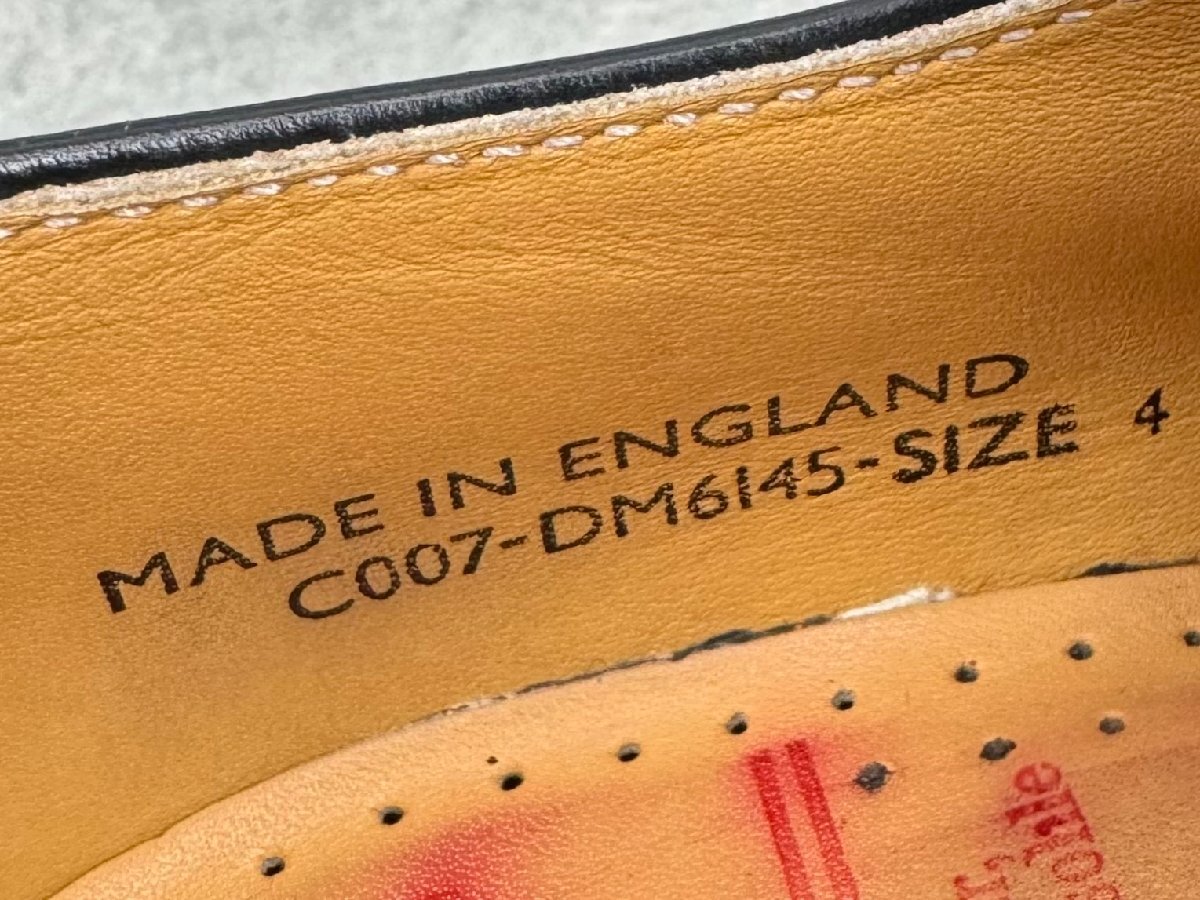 MADE IN ENGLAND
C007-DM6145-SIZE 4